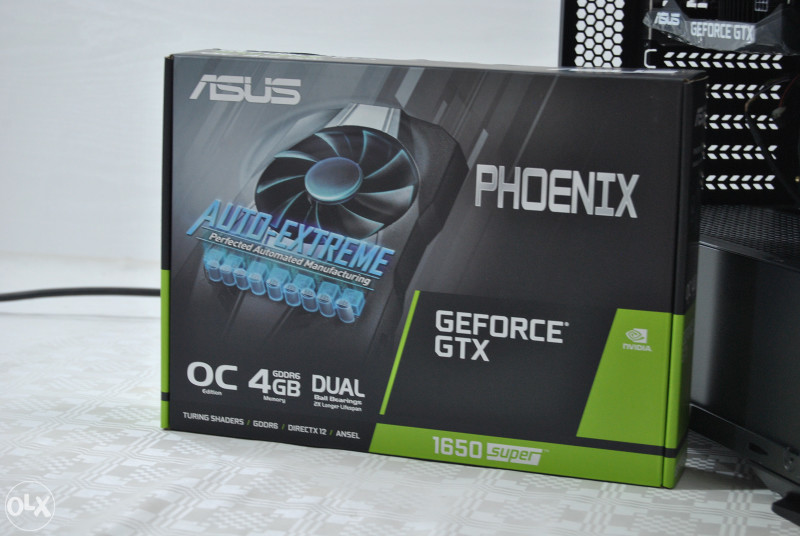 ASUS
GEFORCE GTX
ASUS
PHOENIX
AUTO-EXTREME
Perfected Automated Manufacturing
GEFORCE®
GTX
NVIDIA
OC
Edition
4GB
GDDR6
Memory
DUAL
Ball Bearings
2X Longer Lifespan
TURING SHADERS / GDDR6 / DIRECTX 12 / ANSEL
1650 SUPER
OLX